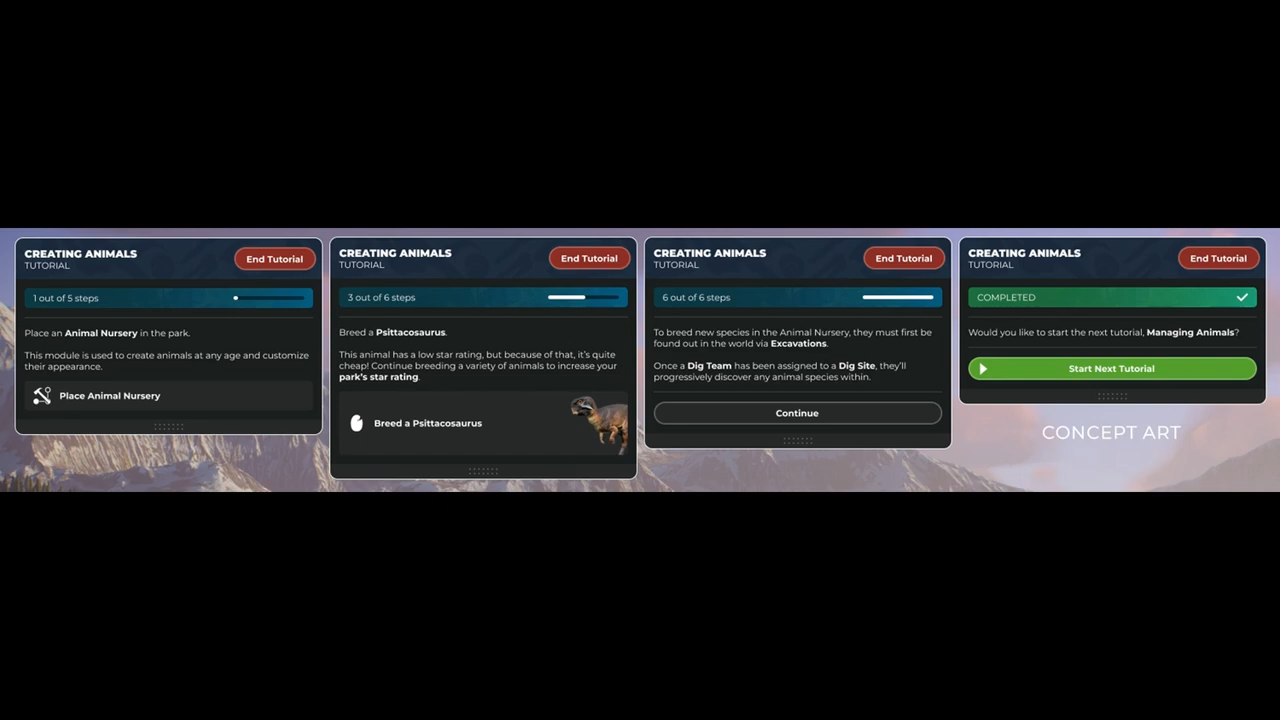 CREATING ANIMALS
TUTORIAL
End Tutorial
1 out of 5 steps
Place an Animal Nursery in the park.
This module is used to create animals at any age and customize
their appearance.
Place Animal Nursery
CREATING ANIMALS
TUTORIAL
End Tutorial
3 out of 6 steps
Breed a Psittacosaurus.
This animal has a low star rating, but because of that, it's quite
cheap! Continue breeding a variety of animals to increase your
park's star rating.
Breed a Psittacosaurus
CREATING ANIMALS
TUTORIAL
End Tutorial
6 out of 6 steps
To breed new species in the Animal Nursery, they must first be
found out in the world via Excavations.
Once a Dig Team has been assigned to a Dig Site, they'll
progressively discover any animal species within.
Continue
CREATING ANIMALS
TUTORIAL
End Tutorial
COMPLETED
Would you like to start the next tutorial, Managing Animals?
Start Next Tutorial
CONCEPT ART